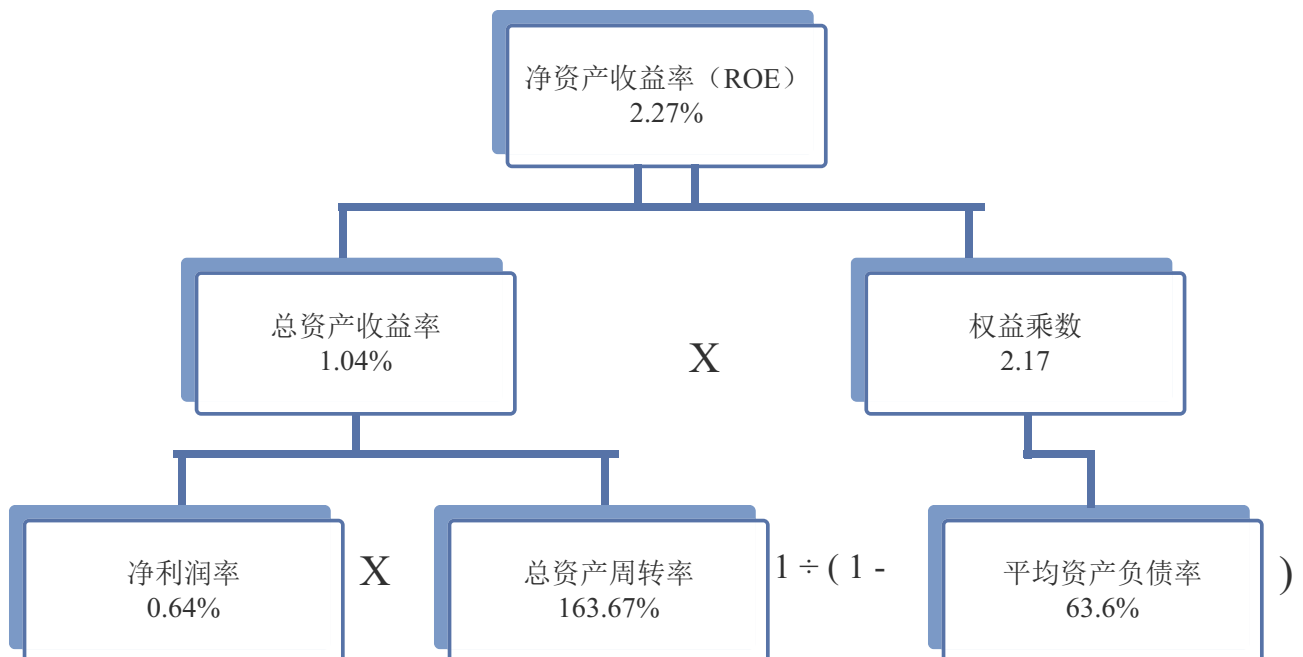 净资产收益率（ROE）
2.27%
总资产收益率
1.04%
X
权益乘数
2.17
净利润率
0.64%
X
总资产周转率
163.67%
1 ÷ ( 1 -
平均资产负债率
63.6%
)